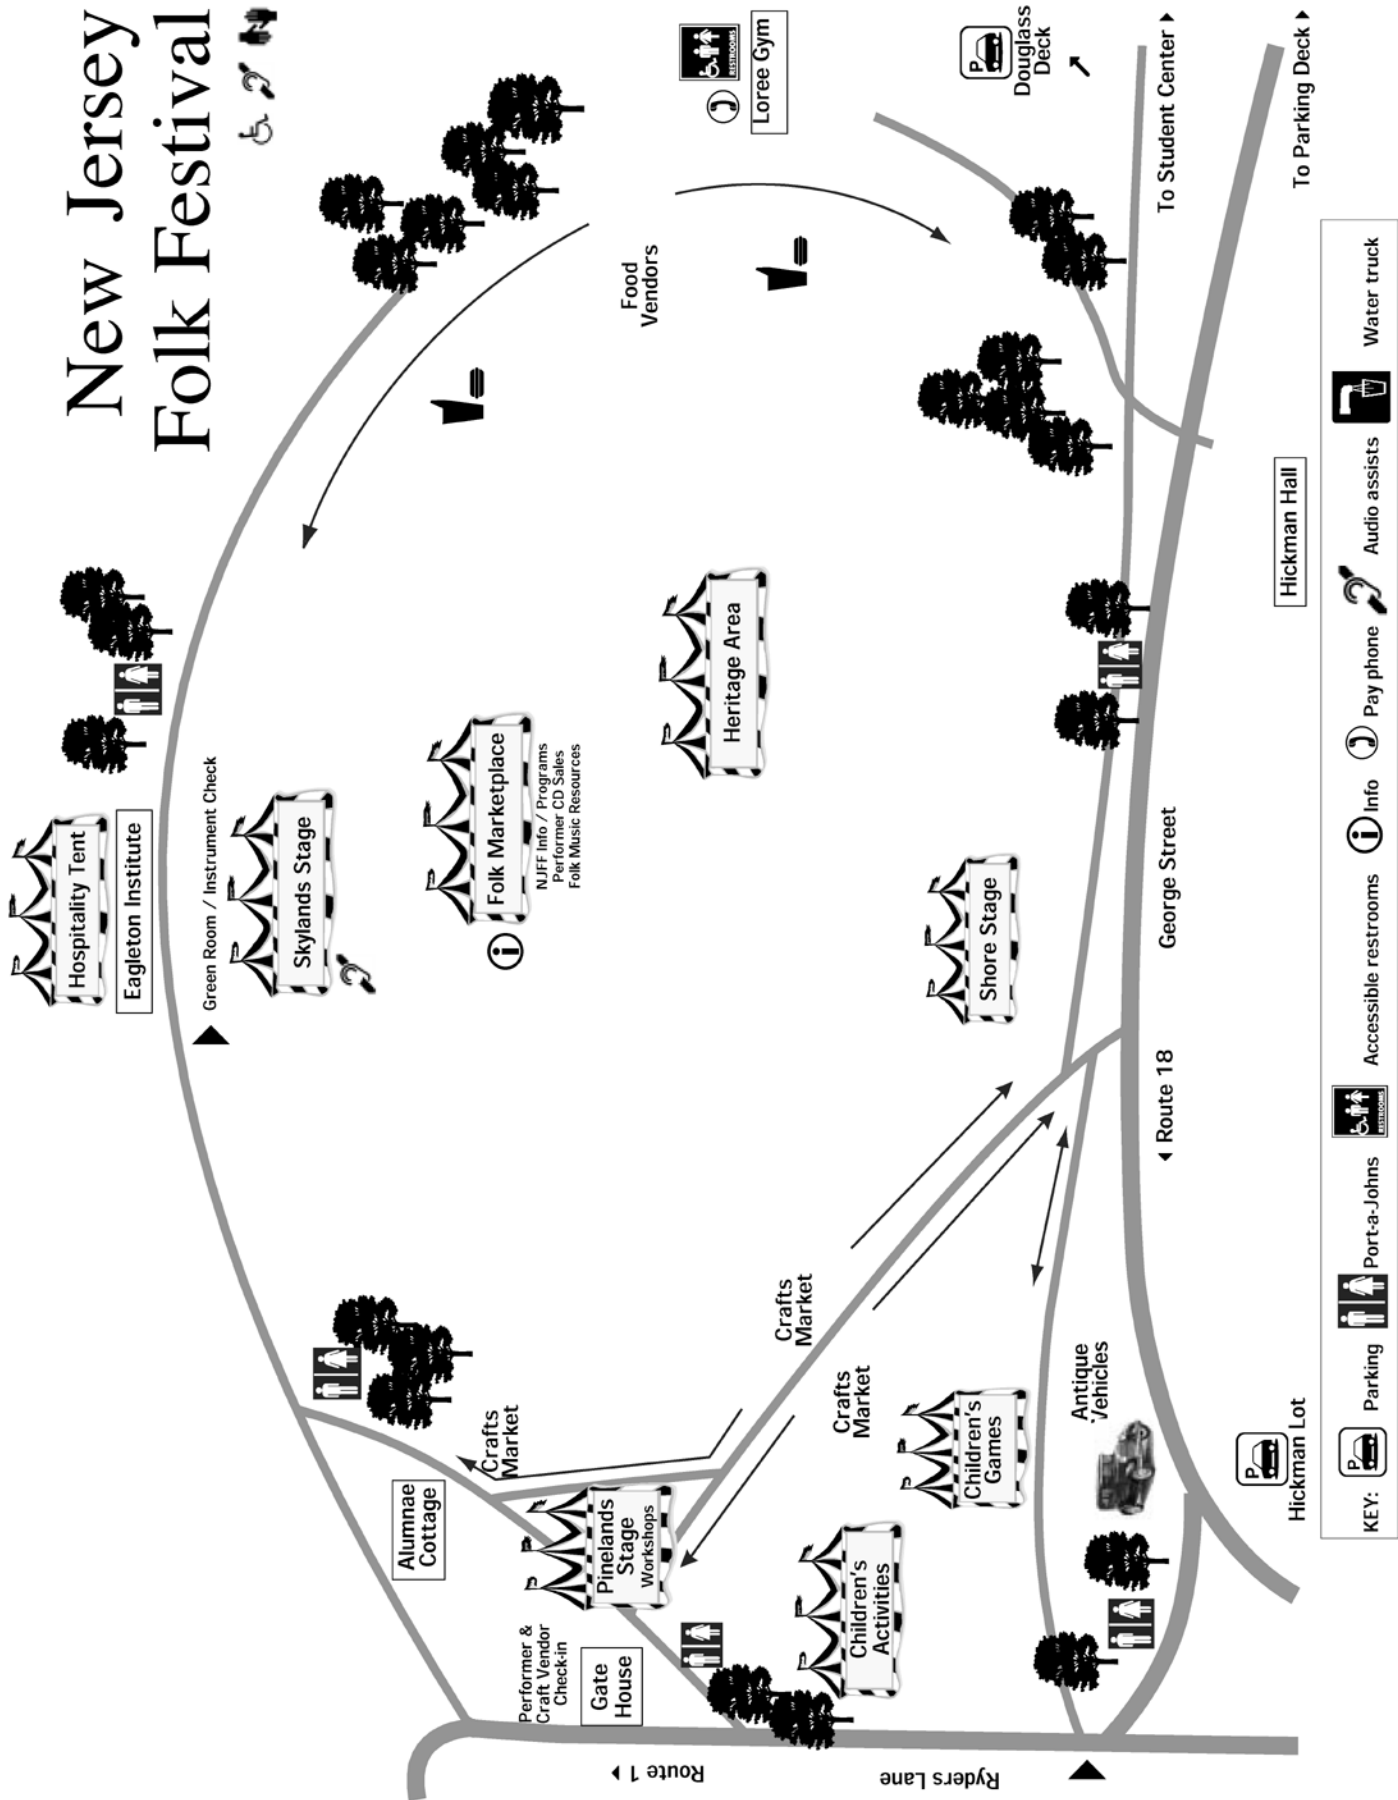 New Jersey
Folk Festival
Hospitality Tent
Eagleton Institute
Green Room / Instrument Check
Skylands Stage
Folk Marketplace
NJFF Info / Programs
Performer CD Sales
Folk Music Resources
Heritage Area
Food
Vendors
RESTROOMS
Loree Gym
P
Douglass
Deck
Alumnae
Cottage
Crafts
Market
Performer &
Craft Vendor
Check-in
Gate
House
Pinelands
Stage
Workshops
Crafts
Market
Crafts
Market
Shore Stage
Children's
Activities
Children's
Games
Antique
Vehicles
Route 1
Ryders Lane
Route 18
George Street
To Student Center
To Parking Deck
Hickman Hall
P
Hickman Lot
KEY:
P
Parking
Port-a-Johns
RESTROOMS
Accessible restrooms
i
Info
Pay phone
Audio assists
Water truck
i